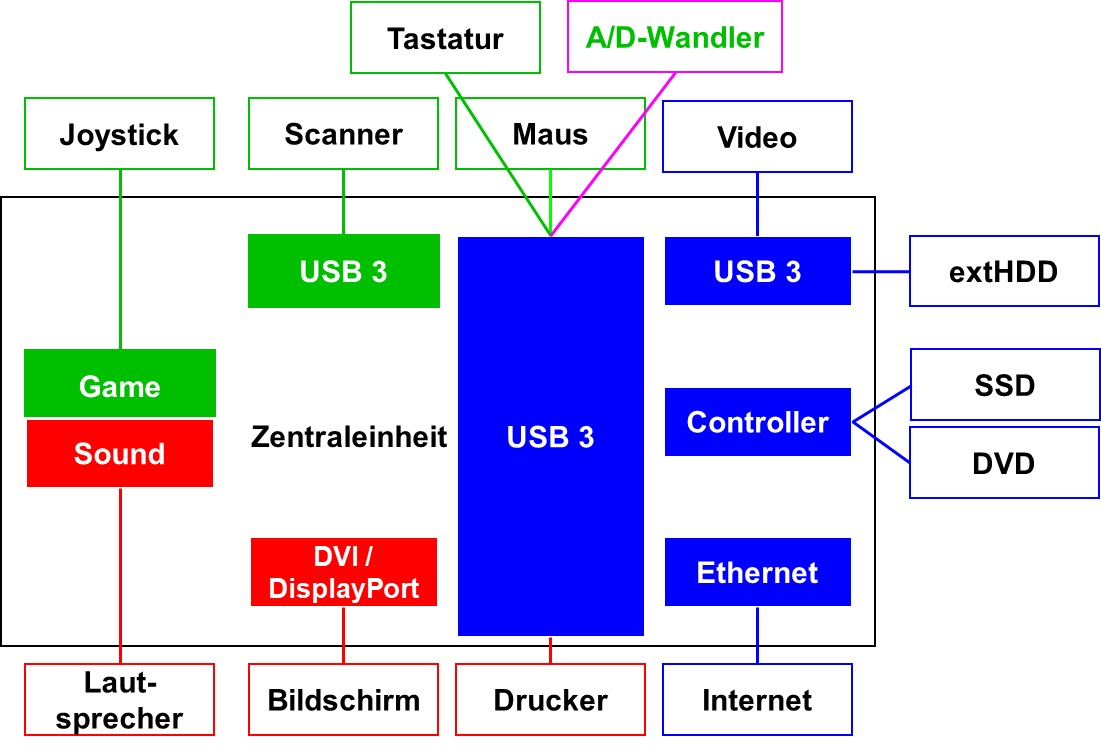 Tastatur
A/D-Wandler
Joystick
Scanner
Maus
Video
USB 3
USB 3
extHDD
Game
Sound
Zentraleinheit
USB 3
Controller
SSD
DVD
DVI /
DisplayPort
Ethernet
Laut-
sprecher
Bildschirm
Drucker
Internet